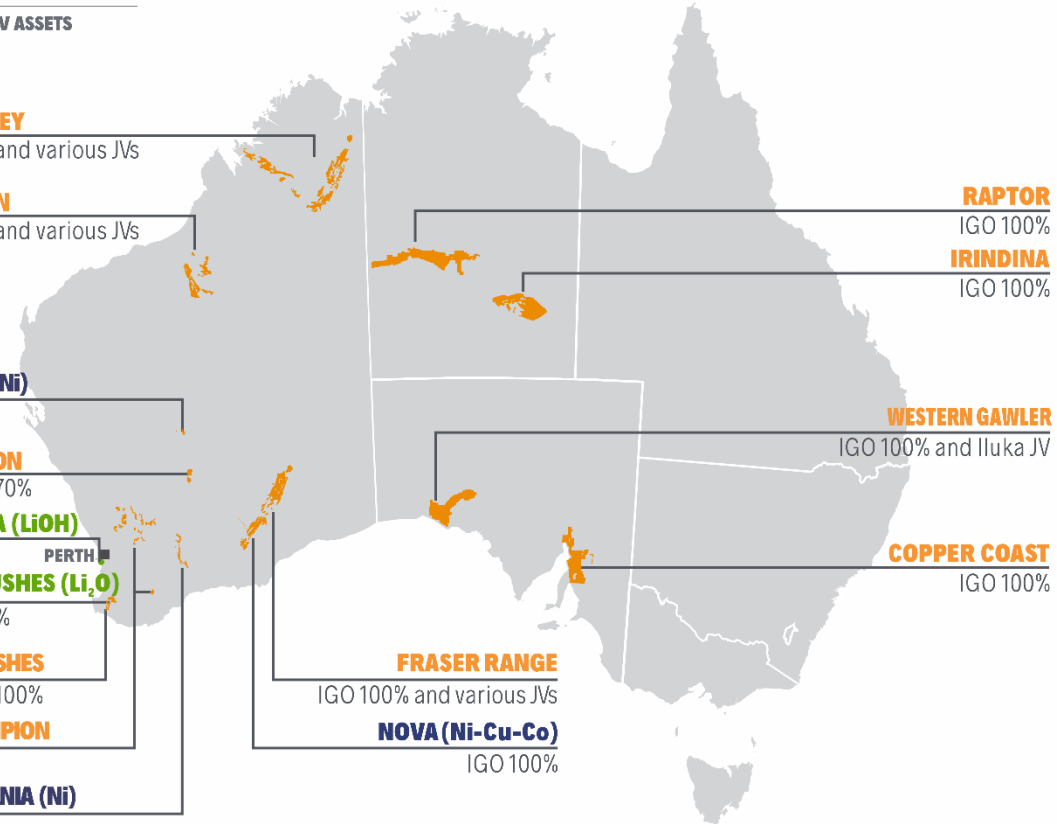 V ASSETS
EY
and various JVs
N
and various JVs
RAPTOR
IGO 100%
IRINDINA
IGO 100%
Ni)
WESTERN GAWLER
IGO 100% and Iluka JV
ON
70%
A (LiOH)
PERTH
USHES (Li₂O)
%
COPPER COAST
IGO 100%
SHES
100%
FRASER RANGE
IGO 100% and various JVs
PION
NOVA (Ni-Cu-Co)
IGO 100%
NIA (Ni)